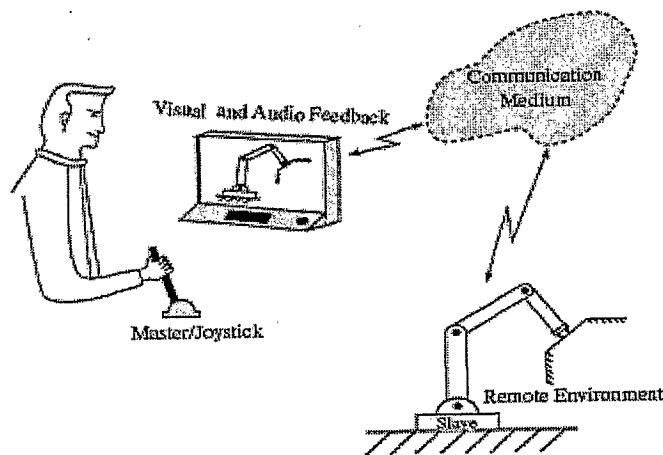 Communication
Medium
Visual and Audio Feedback
Master/Joystick
Remote Environment
Slave